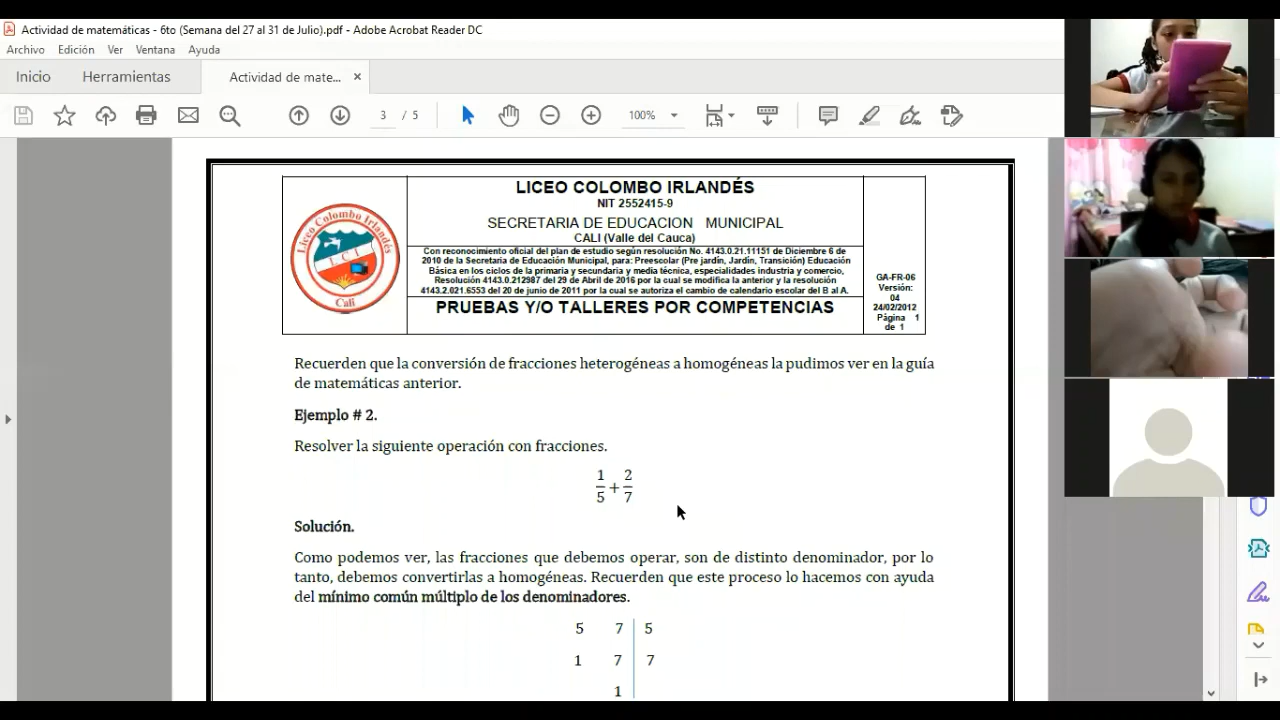 Actividad de matemáticas - 6to (Semana del 27 al 31 de Julio).pdf - Adobe Acrobat Reader DC
Archivo Edición Ver Ventana Ayuda
Inicio Herramientas Actividad de mate... ×
3 / 5 100%
LICEO COLOMBO IRLANDÉS
NIT 2552415-9
SECRETARIA DE EDUCACION MUNICIPAL
CALI (Valle del Cauca)
Con reconocimiento oficial del plan de estudio según resolución No. 4143.0.21.11151 de Diciembre 6 de
2010 de la Secretaria de Educación Municipal, para: Preescolar (Pre jardín, Jardín, Transición) Educación
Básica en los ciclos de la primaria y secundaria y media técnica, especialidades industria y comercio,
Resolución 4143.0.212987 del 29 de Abril de 2016 por la cual se modifica la anterior y la resolución
4143.2.021.6553 del 20 de junio de 2011 por la cual se autoriza el cambio de calendario escolar del B al A.
PRUEBAS Y/O TALLERES POR COMPETENCIAS
GA-FR-06
Versión:
04
24/02/2012
Página 1
de 1
Liceo Colombo Irlandés
L C I
Cali
Recuerden que la conversión de fracciones heterogéneas a homogéneas la pudimos ver en la guía
de matemáticas anterior.
Ejemplo # 2.
Resolver la siguiente operación con fracciones.
1/5 + 2/7
Solución.
Como podemos ver, las fracciones que debemos operar, son de distinto denominador, por lo
tanto, debemos convertirlas a homogéneas. Recuerden que este proceso lo hacemos con ayuda
del mínimo común múltiplo de los denominadores.
5 7 5
1 7 7
1